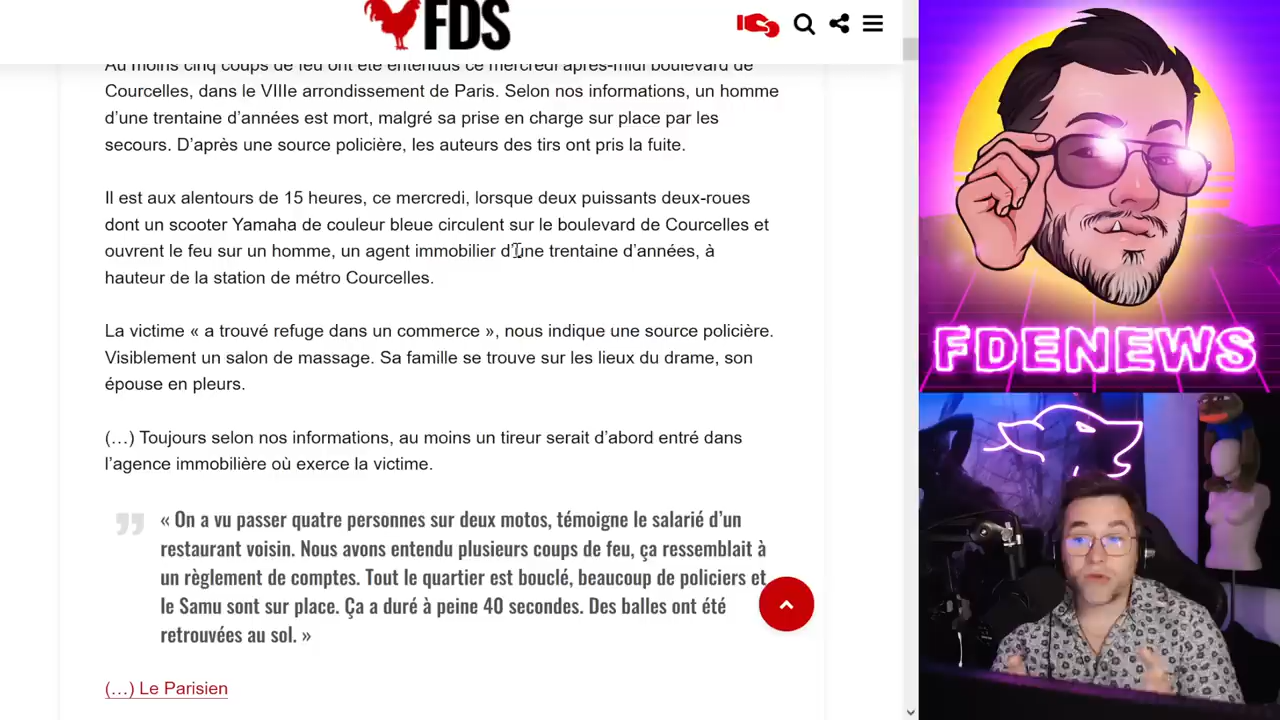 FDS
Au moins cinq coups de feu ont été entendus ce mercredi après-midi boulevard de
Courcelles, dans le VIIIe arrondissement de Paris. Selon nos informations, un homme
d'une trentaine d'années est mort, malgré sa prise en charge sur place par les
secours. D'après une source policière, les auteurs des tirs ont pris la fuite.
Il est aux alentours de 15 heures, ce mercredi, lorsque deux puissants deux-roues
dont un scooter Yamaha de couleur bleue circulent sur le boulevard de Courcelles et
ouvrent le feu sur un homme, un agent immobilier d'une trentaine d'années, à
hauteur de la station de métro Courcelles.
La victime « a trouvé refuge dans un commerce », nous indique une source policière.
Visiblement un salon de massage. Sa famille se trouve sur les lieux du drame, son
épouse en pleurs.
(…) Toujours selon nos informations, au moins un tireur serait d'abord entré dans
l'agence immobilière où exerce la victime.
« On a vu passer quatre personnes sur deux motos, témoigne le salarié d'un
restaurant voisin. Nous avons entendu plusieurs coups de feu, ça ressemblait à
un règlement de comptes. Tout le quartier est bouclé, beaucoup de policiers et
le Samu sont sur place. Ça a duré à peine 40 secondes. Des balles ont été
retrouvées au sol. »
(…) Le Parisien
FDENEWS